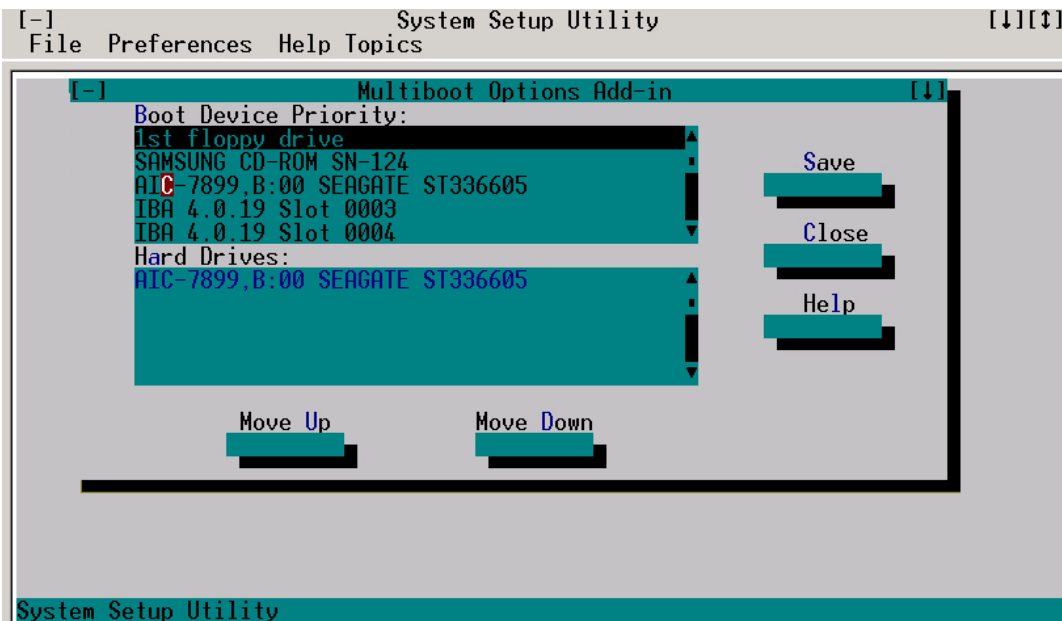 [-] System Setup Utility [↓][↕]
File Preferences Help Topics
[-] Multiboot Options Add-in [↓]
Boot Device Priority:
1st floppy drive
SAMSUNG CD-ROM SN-124
AIC-7899,B:00 SEAGATE ST336605
IBA 4.0.19 Slot 0003
IBA 4.0.19 Slot 0004
Hard Drives:
AIC-7899,B:00 SEAGATE ST336605
Save
Close
Help
Move Up Move Down
System Setup Utility